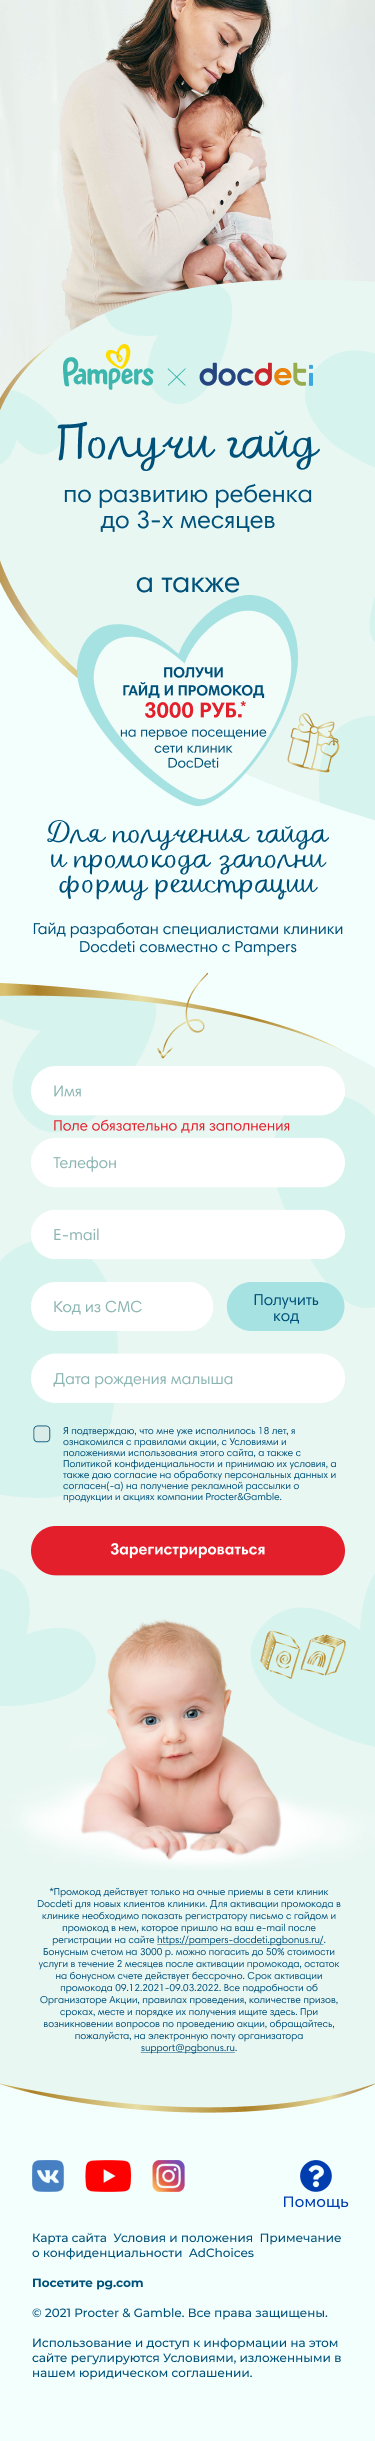 Pampers × docdeti
Получи гайд
по развитию ребенка
до 3-х месяцев
а также
ПОЛУЧИ
ГАЙД И ПРОМОКОД
3000 РУБ.*
на первое посещение
сети клиник
DocDeti
Для получения гайда
и промокода заполни
форму регистрации
Гайд разработан специалистами клиники
Docdeti совместно с Pampers
Имя
Поле обязательно для заполнения
Телефон
E-mail
Код из СМС
Получить
код
Дата рождения малыша
Я подтверждаю, что мне уже исполнилось 18 лет, я
ознакомился с правилами акции, с Условиями и
положениями использования этого сайта, а также с
Политикой конфиденциальности и принимаю их условия, а
также даю согласие на обработку персональных данных и
согласен(-а) на получение рекламной рассылки о
продукции и акциях компании Procter&Gamble.
Зарегистрироваться
*Промокод действует только на очные приемы в сети клиник
Docdeti для новых клиентов клиники. Для активации промокода в
клинике необходимо показать регистратору письмо с гайдом и
промокод в нем, которое пришло на ваш e-mail после
регистрации на сайте https://pampers-docdeti.pgbonus.ru/.
Бонусным счетом на 3000 р. можно погасить до 50% стоимости
услуги в течение 2 месяцев после активации промокода, остаток
на бонусном счете действует бессрочно. Срок активации
промокода 09.12.2021-09.03.2022. Все подробности об
Организаторе Акции, правилах проведения, количестве призов,
сроках, месте и порядке их получения ищите здесь. При
возникновении вопросов по проведению акции, обращайтесь,
пожалуйста, на электронную почту организатора
support@pgbonus.ru.
Помощь
Карта сайта Условия и положения Примечание
о конфиденциальности AdChoices
Посетите pg.com
© 2021 Procter & Gamble. Все права защищены.
Использование и доступ к информации на этом
сайте регулируются Условиями, изложенными в
нашем юридическом соглашении.